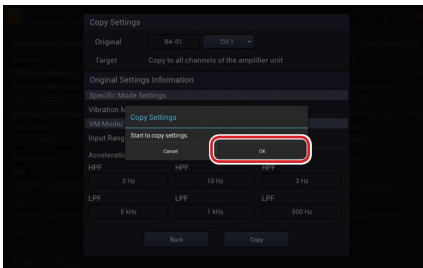 Copy Settings
Original B4-01 CH 1
Target Copy to all channels of the amplifier unit
Original Settings Information
Specific Mode Settings
Vibration M
VM Mode/
Input Rang
Acceleratio
Copy Settings
Start to copy settings.
Cancel OK
HPF HPF HPF
3 Hz 10 Hz 3 Hz
LPF LPF LPF
5 kHz 1 kHz 500 Hz
Back Copy